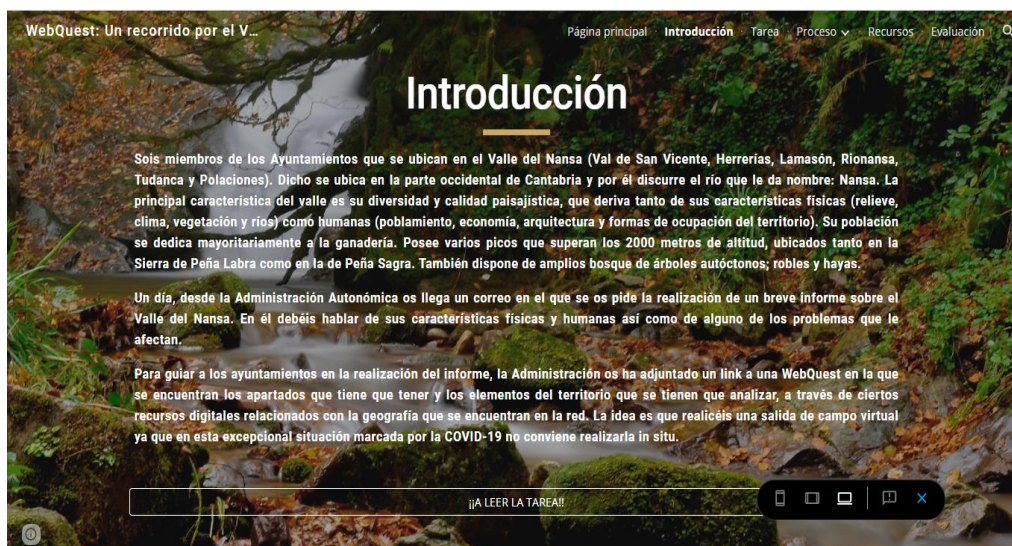 WebQuest: Un recorrido por el V...
Página principal Introducción Tarea Proceso Recursos Evaluación
Introducción
Sois miembros de los Ayuntamientos que se ubican en el Valle del Nansa (Val de San Vicente, Herrerías, Lamasón, Rionansa,
Tudanca y Polaciones). Dicho se ubica en la parte occidental de Cantabria y por él discurre el río que le da nombre: Nansa. La
principal característica del valle es su diversidad y calidad paisajística, que deriva tanto de sus características físicas (relieve,
clima, vegetación y ríos) como humanas (poblamiento, economía, arquitectura y formas de ocupación del territorio). Su población
se dedica mayoritariamente a la ganadería. Posee varios picos que superan los 2000 metros de altitud, ubicados tanto en la
Sierra de Peña Labra como en la de Peña Sagra. También dispone de amplios bosque de árboles autóctonos; robles y hayas.
Un día, desde la Administración Autonómica os llega un correo en el que se os pide la realización de un breve informe sobre el
Valle del Nansa. En él debéis hablar de sus características físicas y humanas así como de alguno de los problemas que le
afectan.
Para guiar a los ayuntamientos en la realización del informe, la Administración os ha adjuntado un link a una WebQuest en la que
se encuentran los apartados que tiene que tener y los elementos del territorio que se tienen que analizar, a través de ciertos
recursos digitales relacionados con la geografía que se encuentran en la red. La idea es que realicéis una salida de campo virtual
ya que en esta excepcional situación marcada por la COVID-19 no conviene realizarla in situ.
¡¡A LEER LA TAREA!!